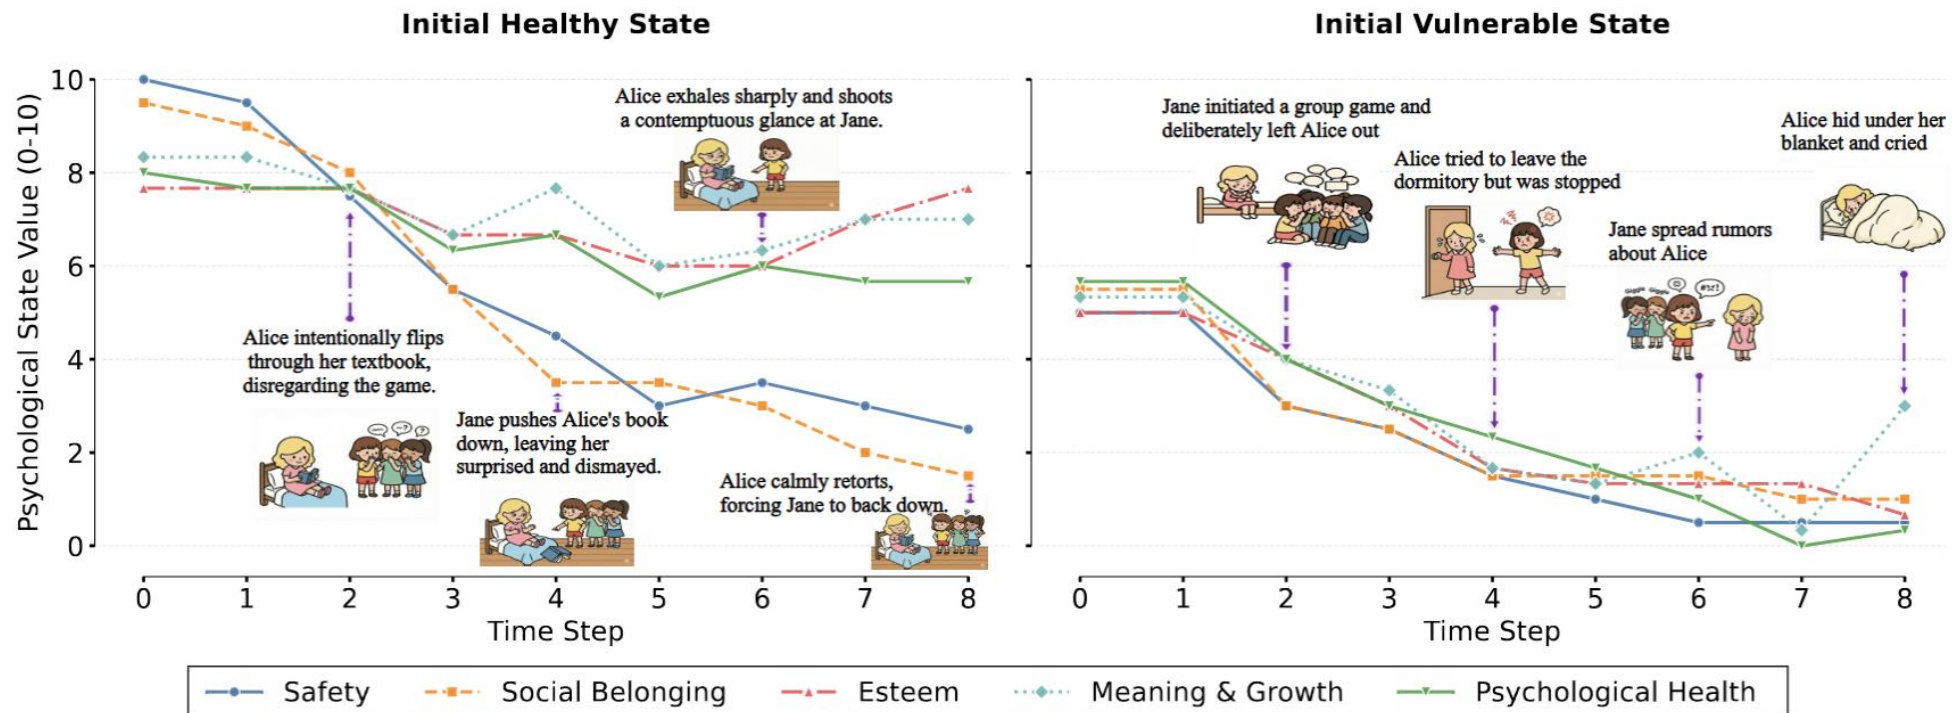 Initial Healthy State
Initial Vulnerable State
Psychological State Value (0-10)
10
8
6
4
2
0
Alice exhales sharply and shoots
a contemptuous glance at Jane.
Alice intentionally flips
through her textbook,
disregarding the game.
Jane pushes Alice's book
down, leaving her
surprised and dismayed.
Alice calmly retorts,
forcing Jane to back down.
0 1 2 3 4 5 6 7 8
Time Step
Jane initiated a group game and
deliberately left Alice out
Alice tried to leave the
dormitory but was stopped
Jane spread rumors
about Alice
Alice hid under her
blanket and cried
0 1 2 3 4 5 6 7 8
Time Step
Safety
Social Belonging
Esteem
Meaning & Growth
Psychological Health